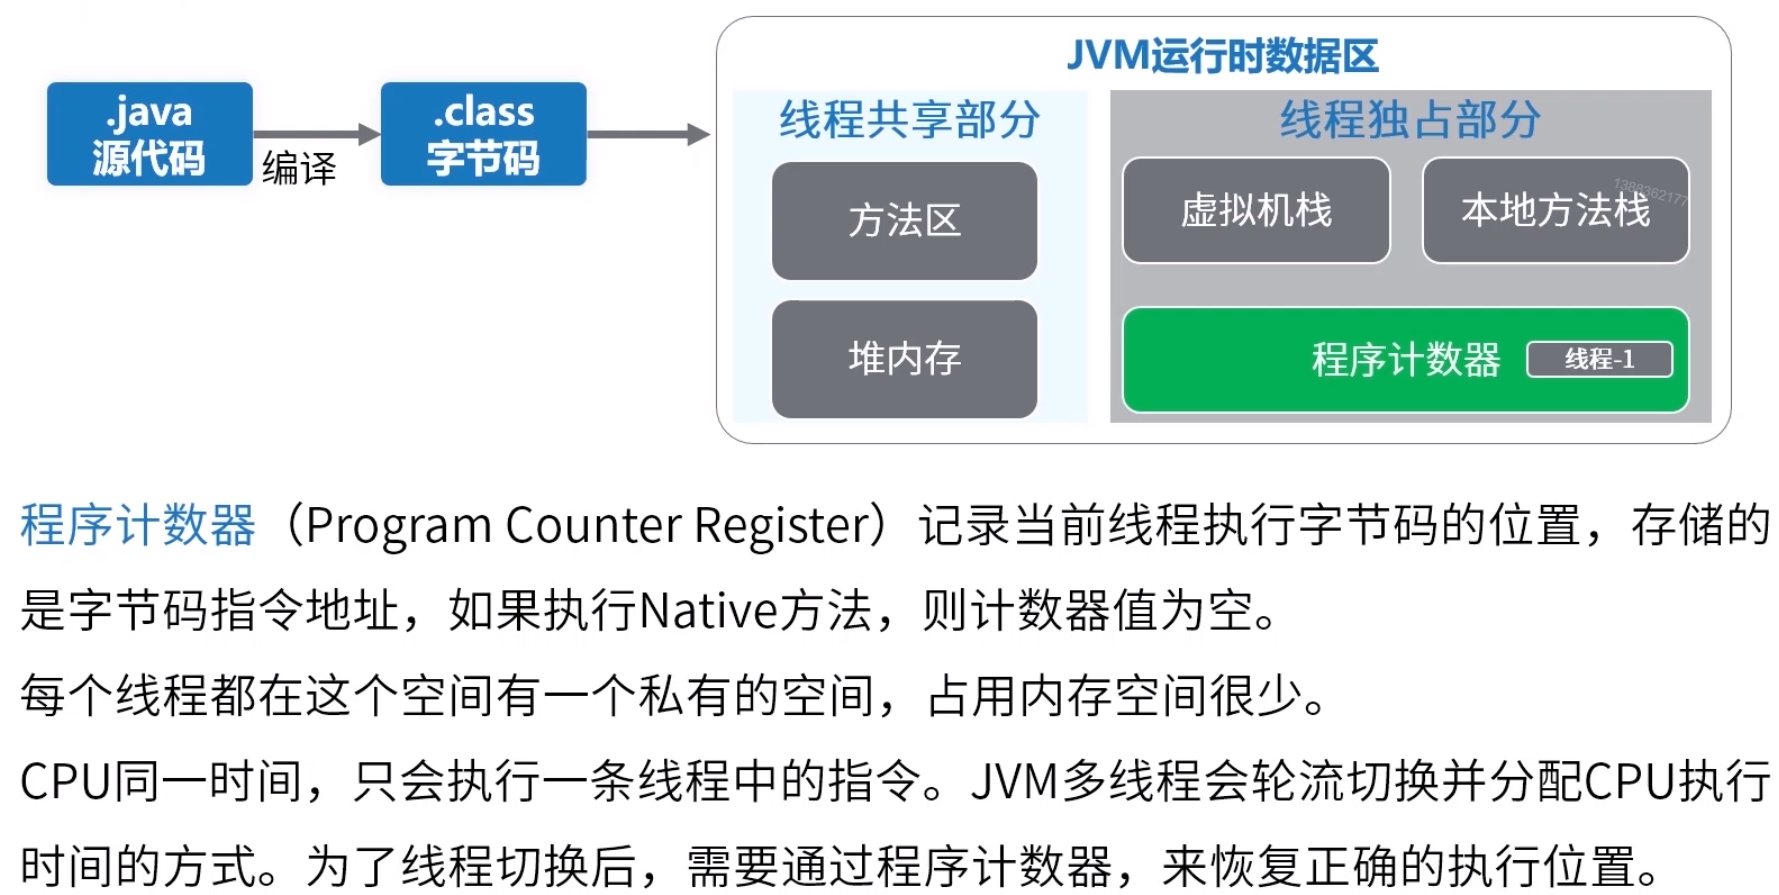 JVM运行时数据区
.java
源代码
编译
.class
字节码
线程共享部分
方法区
堆内存
线程独占部分
虚拟机栈
本地方法栈
1388362177
程序计数器
线程-1
程序计数器（Program Counter Register）记录当前线程执行字节码的位置，存储的
是字节码指令地址，如果执行Native方法，则计数器值为空。
每个线程都在这个空间有一个私有的空间，占用内存空间很少。
CPU同一时间，只会执行一条线程中的指令。JVM多线程会轮流切换并分配CPU执行
时间的方式。为了线程切换后，需要通过程序计数器，来恢复正确的执行位置。